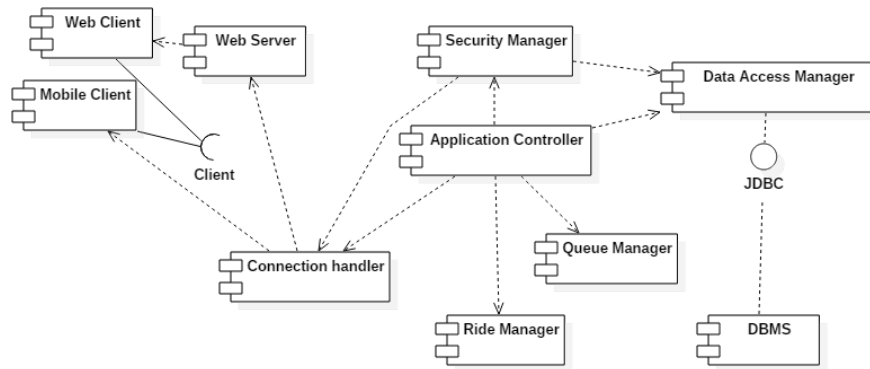 Web Client
Web Server
Security Manager
Data Access Manager
Mobile Client
Application Controller
Client
JDBC
Connection handler
Queue Manager
Ride Manager
DBMS